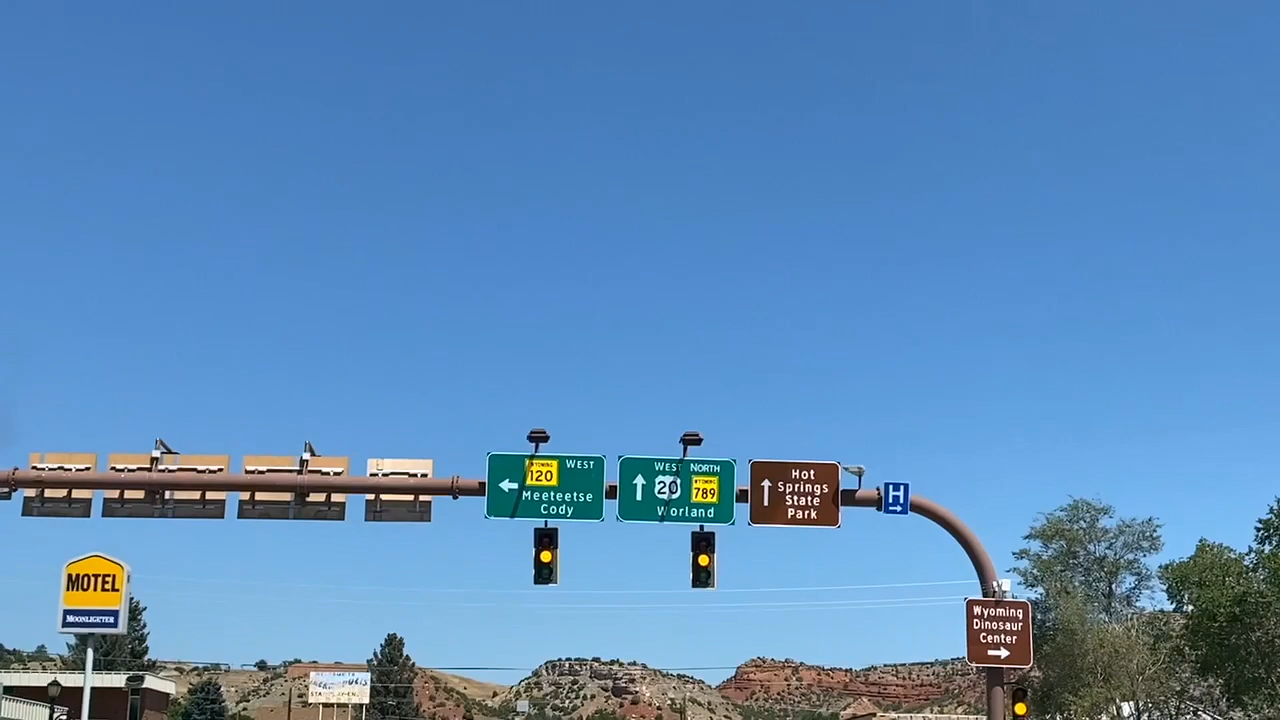 WYOMING
120
WEST
Meeteetse
Cody
WEST NORTH
20
WYOMING
789
Worland
Hot
Springs
State
Park
H
MOTEL
MOONLIGHTER
Wyoming
Dinosaur
Center